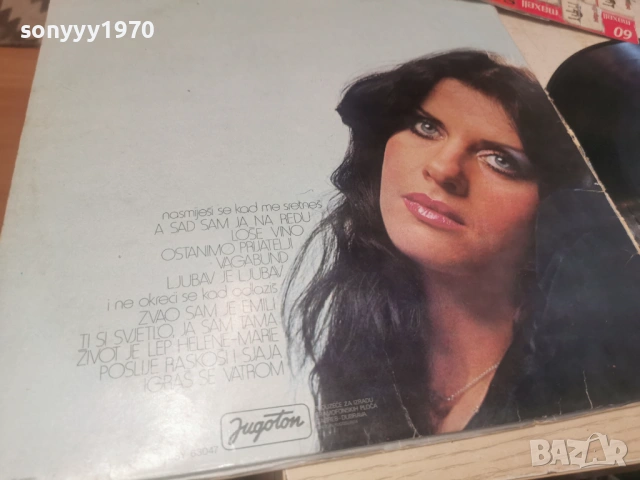 sonyyy1970
maxell
60
nasmiješi se kad me sretneš
A SAD SAM JA NA REDU
LOŠE VINO
OSTANIMO PRIJATELJI
VAGABUND
LJUBAV JE LJUBAV
i ne okreći se kad odlaziš
ZVAO SAM JE EMILI
TI SI SVJETLO, JA SAM TAMA
ŽIVOT JE LEP HELENE-MARIE
POSLIJE RASKOŠI I SJAJA
IGRAŠ SE VATROM
Jugoton
BAZAR